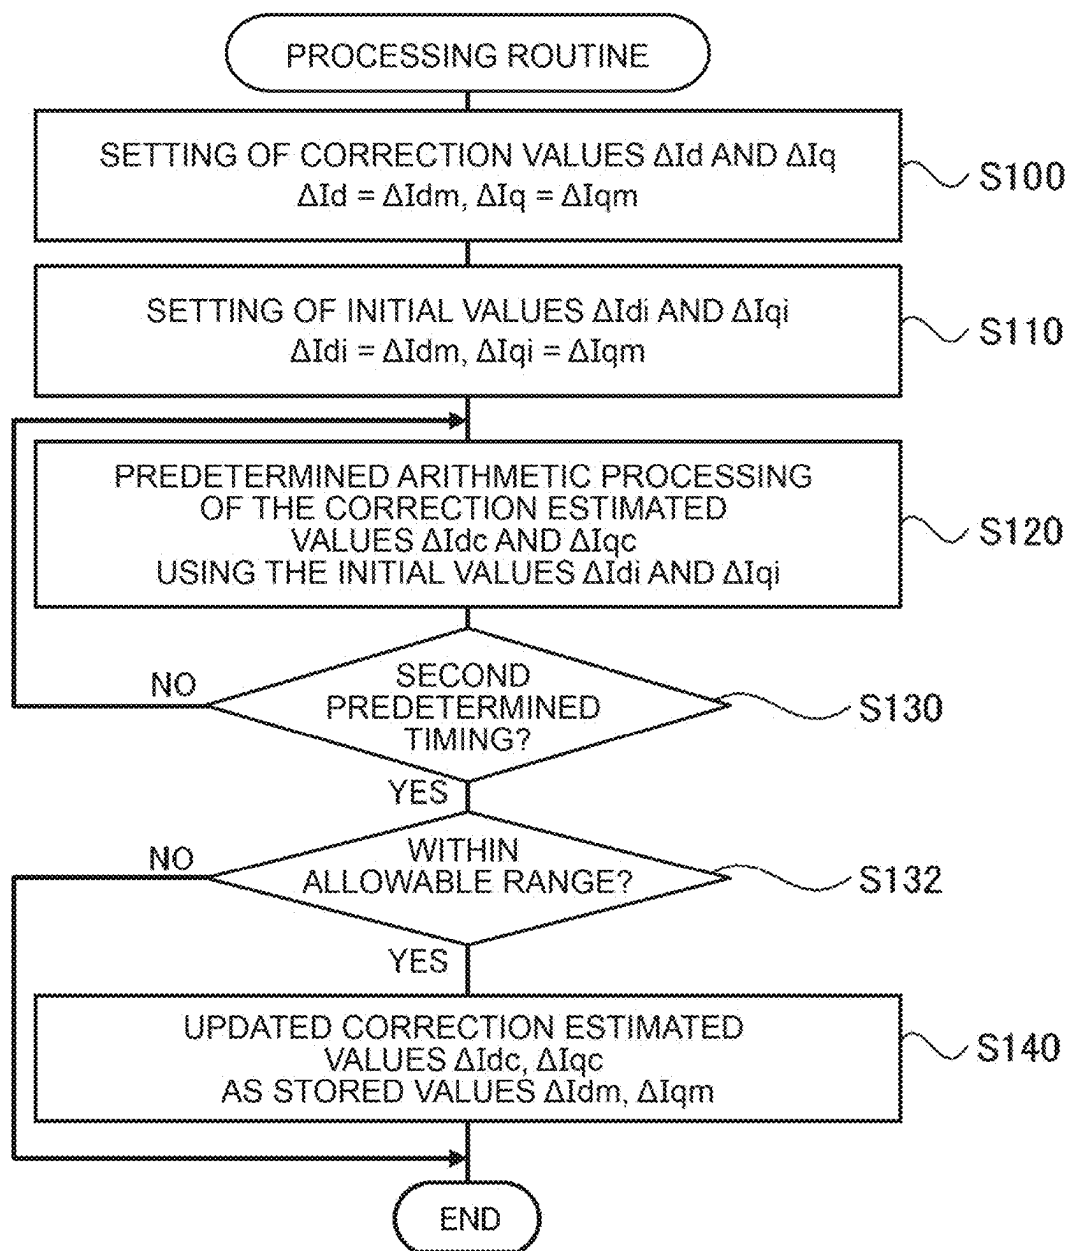 PROCESSING ROUTINE
SETTING OF CORRECTION VALUES ΔId AND ΔIq
ΔId = ΔIdm, ΔIq = ΔIqm
S100
SETTING OF INITIAL VALUES ΔIdi AND ΔIqi
ΔIdi = ΔIdm, ΔIqi = ΔIqm
S110
PREDETERMINED ARITHMETIC PROCESSING
OF THE CORRECTION ESTIMATED
VALUES ΔIdc AND ΔIqc
USING THE INITIAL VALUES ΔIdi AND ΔIqi
S120
SECOND
PREDETERMINED
TIMING?
NO
S130
YES
WITHIN
ALLOWABLE RANGE?
NO
S132
YES
UPDATED CORRECTION ESTIMATED
VALUES ΔIdc, ΔIqc
AS STORED VALUES ΔIdm, ΔIqm
S140
END